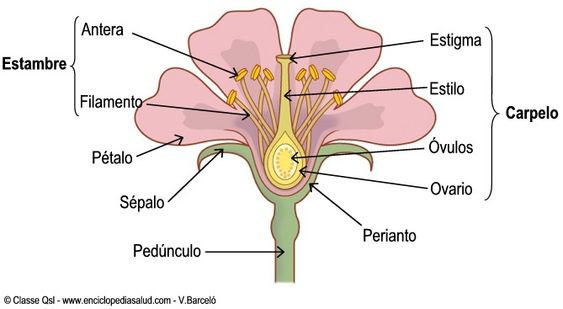 Antera
Estambre
Filamento
Pétalo
Sépalo
Pedúnculo
Estigma
Estilo
Carpelo
Óvulos
Ovario
Perianto
© Classe Qsl - www.enciclopediasalud.com - V.Barceló